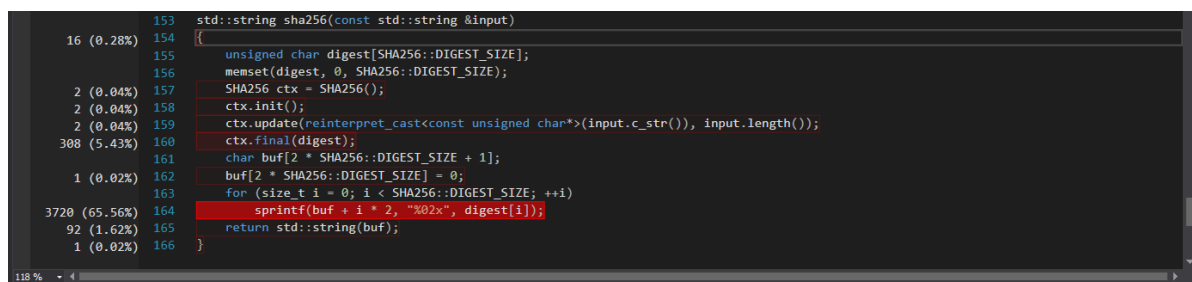 153 std::string sha256(const std::string &input)
16 (0.28%) 154 {
155 unsigned char digest[SHA256::DIGEST_SIZE];
156 memset(digest, 0, SHA256::DIGEST_SIZE);
2 (0.04%) 157 SHA256 ctx = SHA256();
2 (0.04%) 158 ctx.init();
2 (0.04%) 159 ctx.update(reinterpret_cast<const unsigned char*>(input.c_str()), input.length());
308 (5.43%) 160 ctx.final(digest);
161 char buf[2 * SHA256::DIGEST_SIZE + 1];
1 (0.02%) 162 buf[2 * SHA256::DIGEST_SIZE] = 0;
163 for (size_t i = 0; i < SHA256::DIGEST_SIZE; ++i)
3720 (65.56%) 164 sprintf(buf + i * 2, "%02x", digest[i]);
92 (1.62%) 165 return std::string(buf);
1 (0.02%) 166 }
118 %